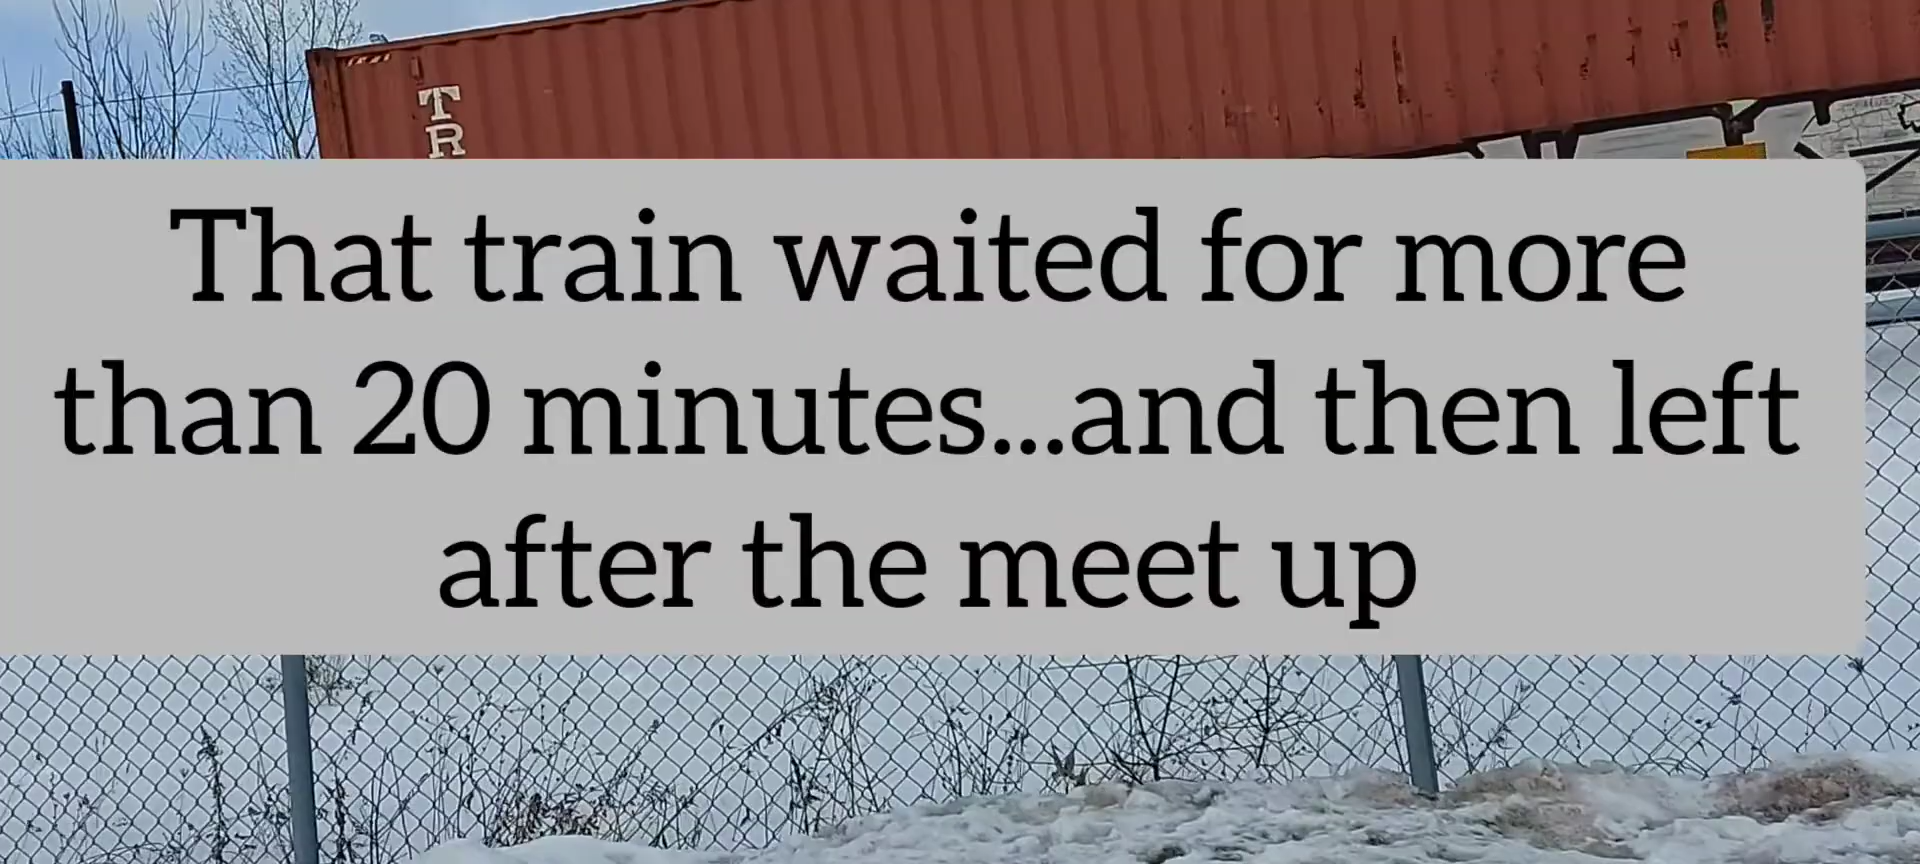 T
R
That train waited for more
than 20 minutes...and then left
after the meet up